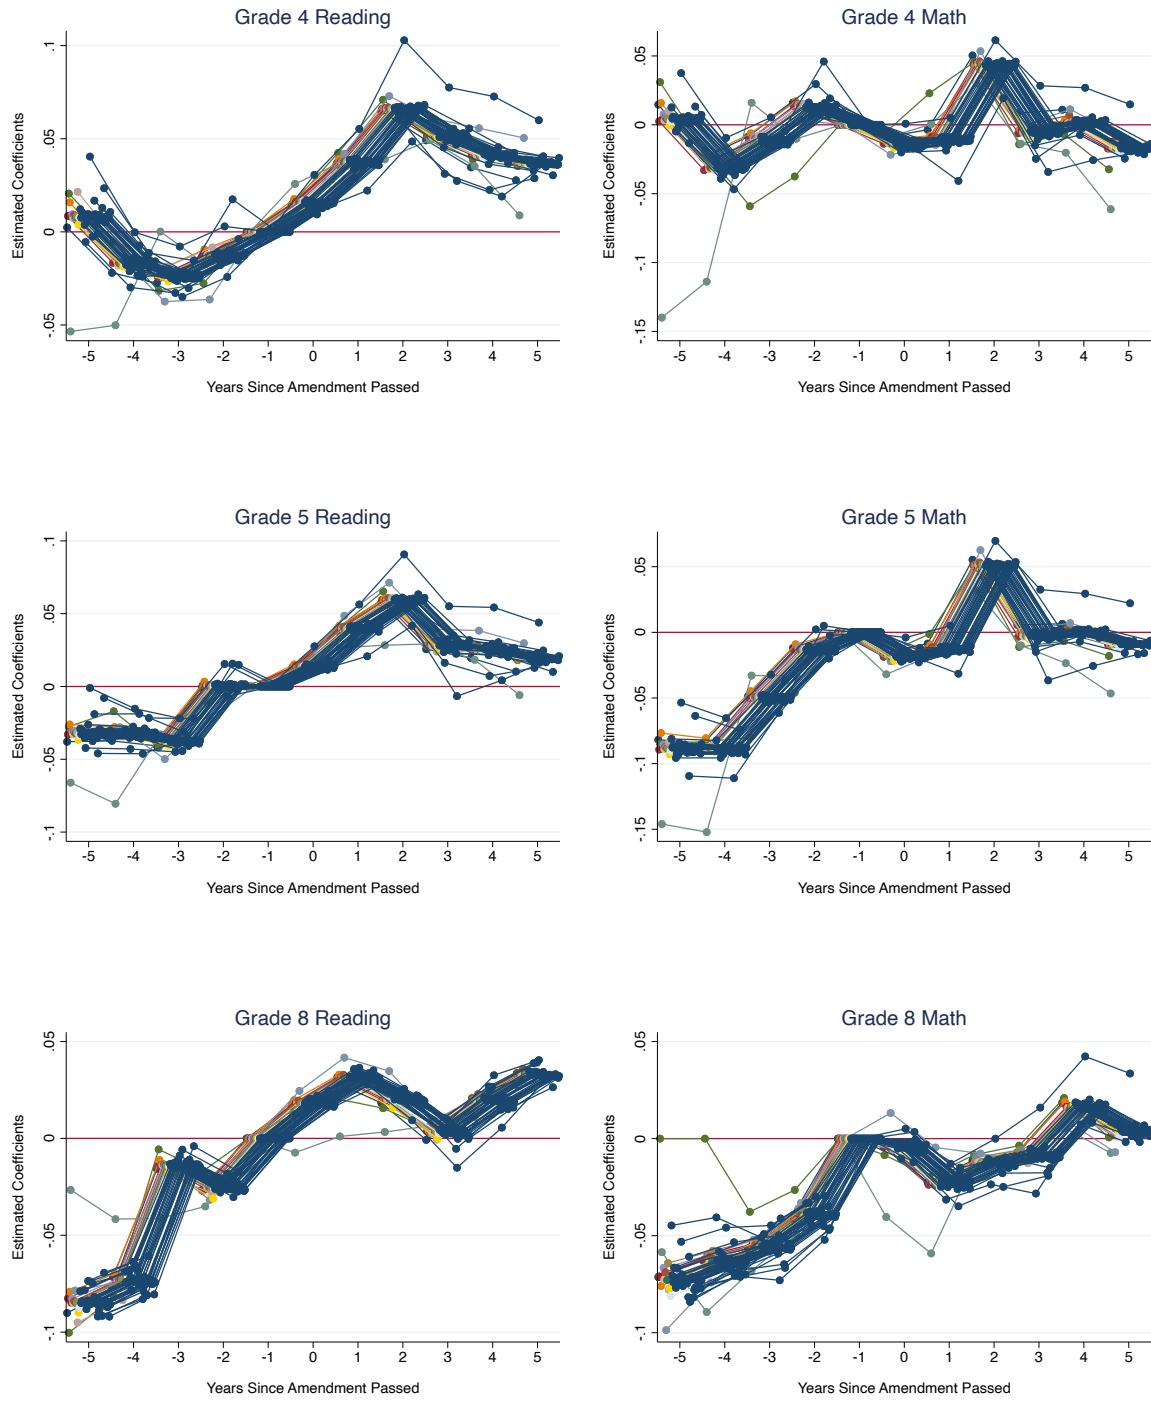 Grade 4 Reading
Estimated Coefficients
.1
.05
0
-.05
-5 -4 -3 -2 -1 0 1 2 3 4 5
Years Since Amendment Passed
Grade 4 Math
Estimated Coefficients
.05
0
-.05
-.1
-.15
-5 -4 -3 -2 -1 0 1 2 3 4 5
Years Since Amendment Passed
Grade 5 Reading
Estimated Coefficients
.1
.05
0
-.05
-.1
-5 -4 -3 -2 -1 0 1 2 3 4 5
Years Since Amendment Passed
Grade 5 Math
Estimated Coefficients
.05
0
-.05
-.1
-.15
-5 -4 -3 -2 -1 0 1 2 3 4 5
Years Since Amendment Passed
Grade 8 Reading
Estimated Coefficients
.05
0
-.05
-.1
-5 -4 -3 -2 -1 0 1 2 3 4 5
Years Since Amendment Passed
Grade 8 Math
Estimated Coefficients
.05
0
-.05
-.1
-5 -4 -3 -2 -1 0 1 2 3 4 5
Years Since Amendment Passed